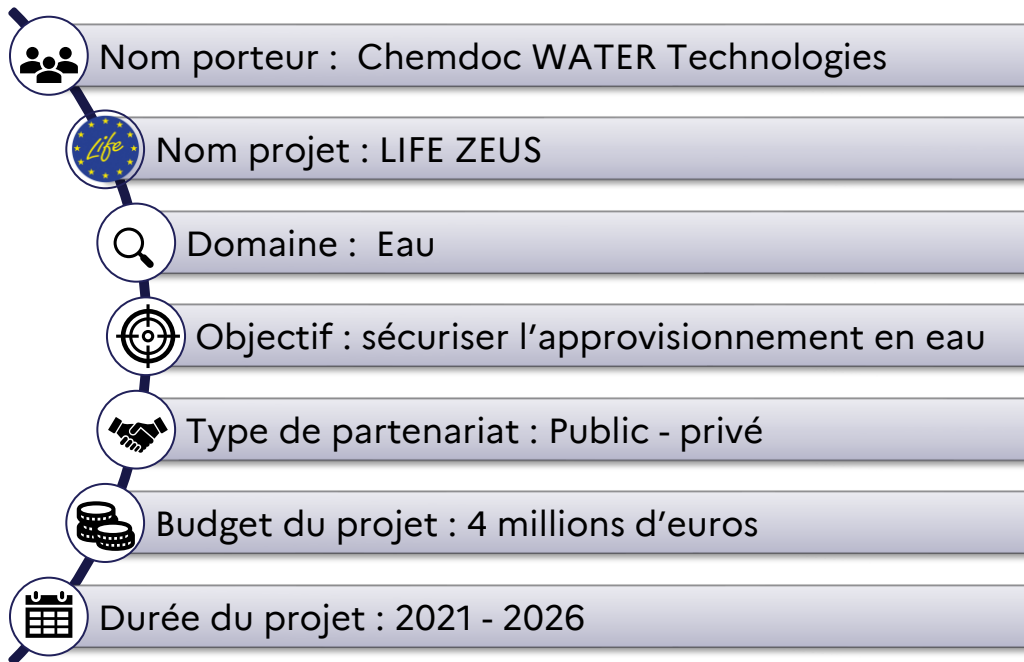 Nom porteur : Chemdoc WATER Technologies
Life
Nom projet : LIFE ZEUS
Domaine : Eau
Objectif : sécuriser l'approvisionnement en eau
Type de partenariat : Public - privé
Budget du projet : 4 millions d'euros
Durée du projet : 2021 - 2026